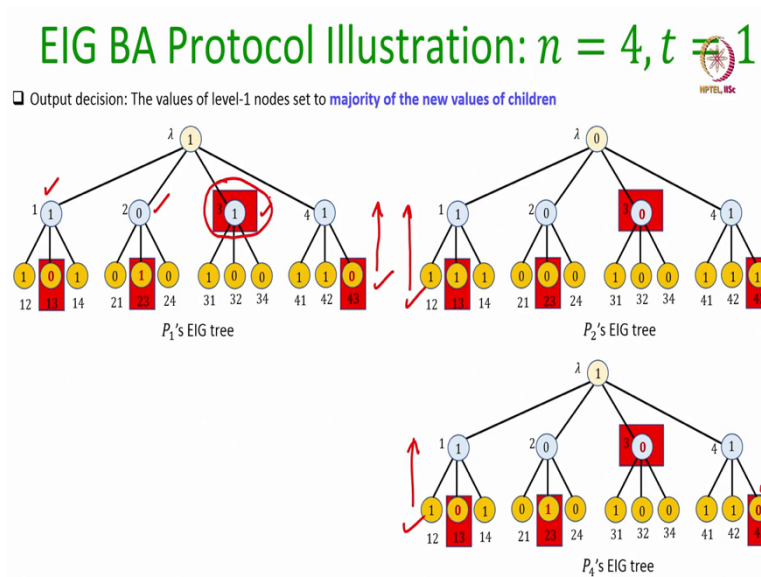 EIG BA Protocol Illustration: n = 4, t = 1
NPTEL, IISc
Output decision: The values of level-1 nodes set to majority of the new values of children
λ 1
1 1 2 0 3 1 4 1
1 0 1 0 1 0 1 0 0 1 1 0
12 13 14 21 23 24 31 32 34 41 42 43
P₁'s EIG tree
λ 0
1 1 2 0 3 0 4 1
1 1 1 0 0 0 1 0 0 1 1 1
12 13 14 21 23 24 31 32 34 41 42 4
P₂'s EIG tree
λ 1
1 1 2 0 3 0 4 1
1 0 1 0 1 0 1 0 0 1 1 0
12 13 14 21 23 24 31 32 34 41 42 4
P₄'s EIG tree